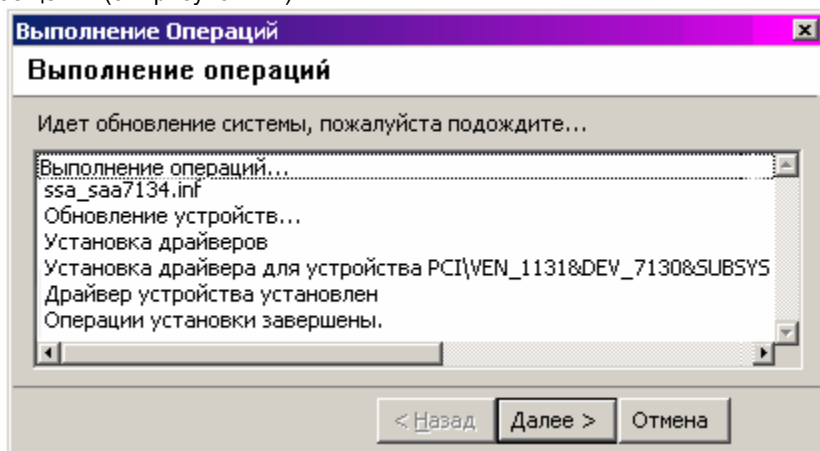 Выполнение Операций
Выполнение операций
Идет обновление системы, пожалуйста подождите...
Выполнение операций...
ssa_saa7134.inf
Обновление устройств...
Установка драйверов
Установка драйвера для устройства PCI\VEN_1131&DEV_7130&SUBSYS
Драйвер устройства установлен
Операции установки завершены.
< Назад Далее > Отмена